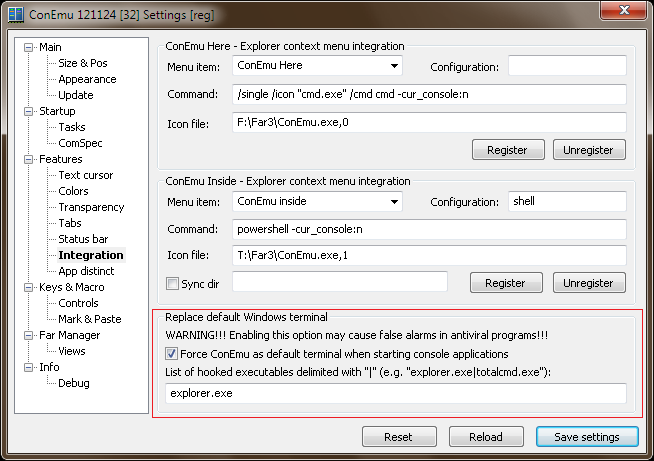 ConEmu 121124 [32] Settings [reg]
Main
Size & Pos
Appearance
Update
Startup
Tasks
ComSpec
Features
Text cursor
Colors
Transparency
Tabs
Status bar
Integration
App distinct
Keys & Macro
Controls
Mark & Paste
Far Manager
Views
Info
Debug
ConEmu Here - Explorer context menu integration
Menu item: ConEmu Here Configuration:
Command: /single /icon "cmd.exe" /cmd cmd -cur_console:n
Icon file: F:\Far3\ConEmu.exe,0
Register Unregister
ConEmu Inside - Explorer context menu integration
Menu item: ConEmu inside Configuration: shell
Command: powershell -cur_console:n
Icon file: T:\Far3\ConEmu.exe,1
Sync dir Register Unregister
Replace default Windows terminal
WARNING!!! Enabling this option may cause false alarms in antiviral programs!!!
Force ConEmu as default terminal when starting console applications
List of hooked executables delimited with "|" (e.g. "explorer.exe|totalcmd.exe"):
explorer.exe
Reset Reload Save settings